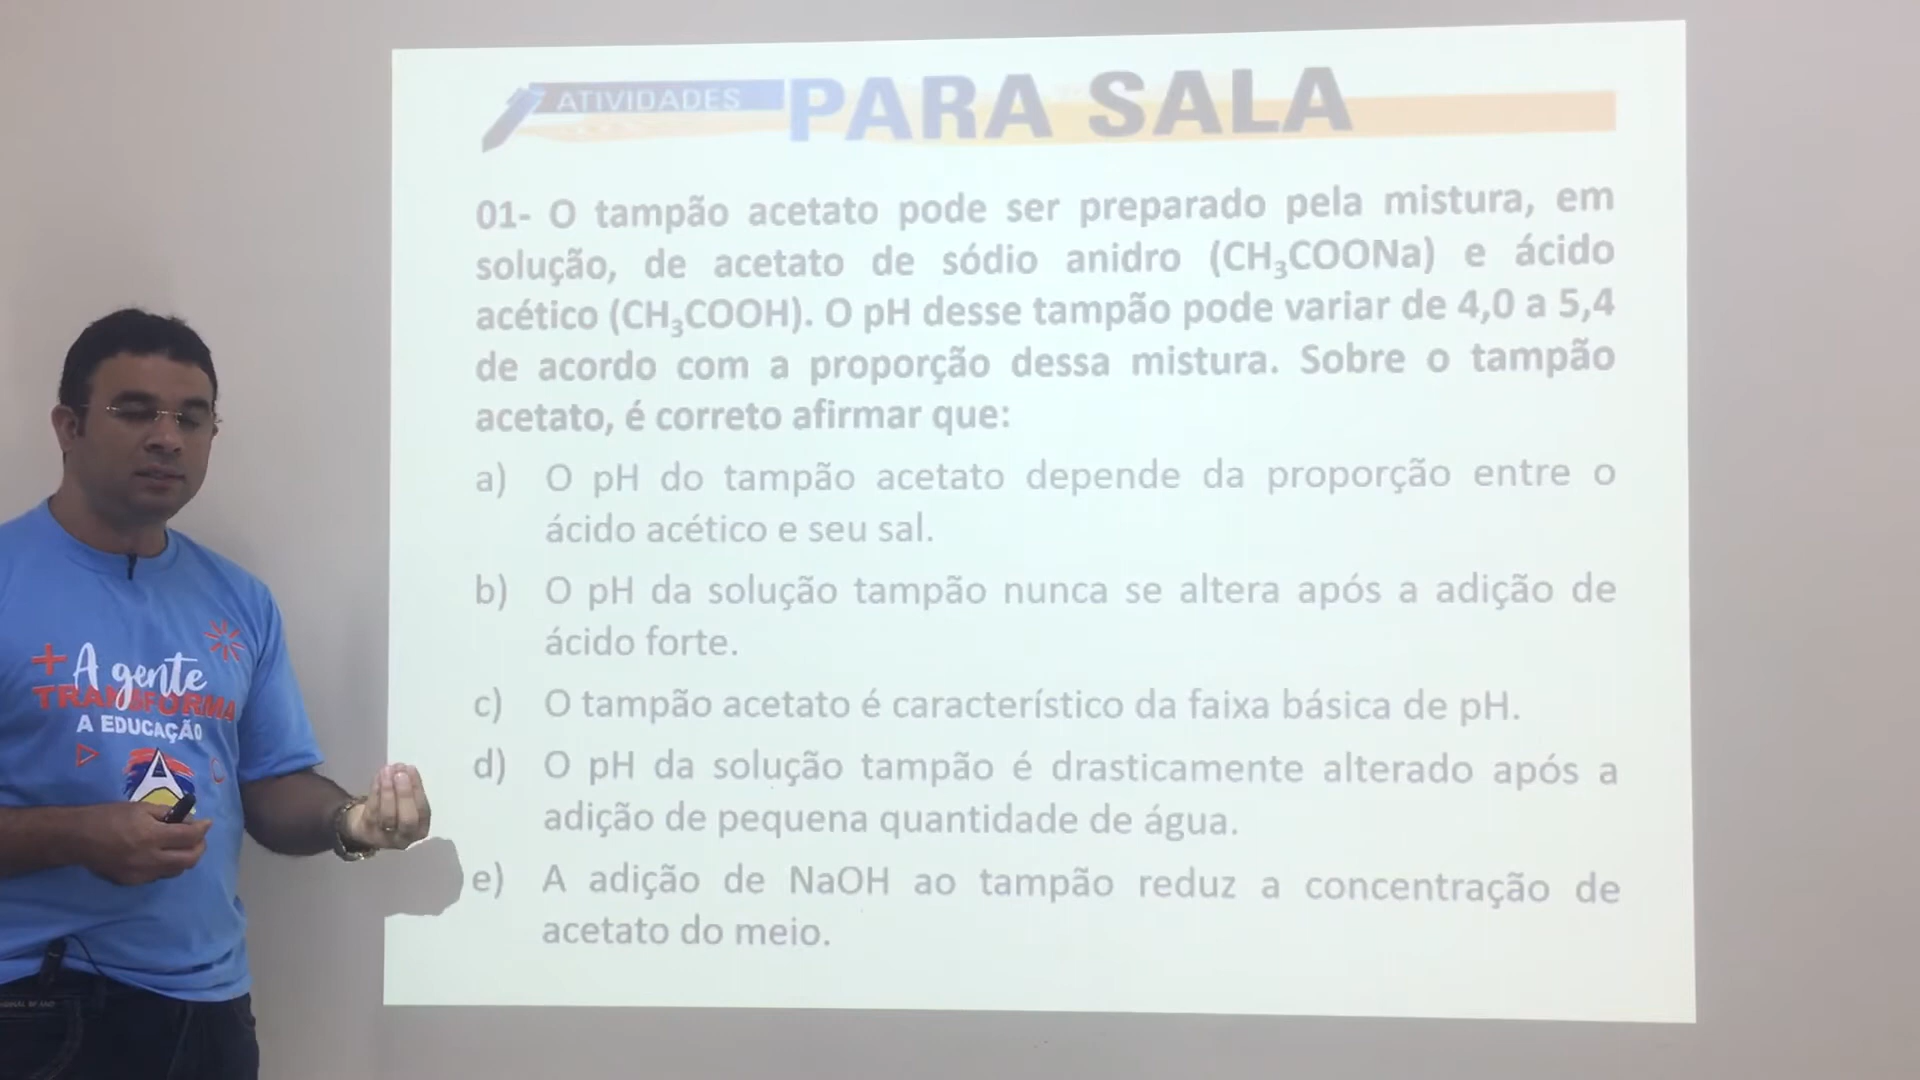 ATIVIDADES PARA SALA
01- O tampão acetato pode ser preparado pela mistura, em
solução, de acetato de sódio anidro (CH₃COONa) e ácido
acético (CH₃COOH). O pH desse tampão pode variar de 4,0 a 5,4
de acordo com a proporção dessa mistura. Sobre o tampão
acetato, é correto afirmar que:
a) O pH do tampão acetato depende da proporção entre o
ácido acético e seu sal.
b) O pH da solução tampão nunca se altera após a adição de
ácido forte.
c) O tampão acetato é característico da faixa básica de pH.
d) O pH da solução tampão é drasticamente alterado após a
adição de pequena quantidade de água.
e) A adição de NaOH ao tampão reduz a concentração de
acetato do meio.
A gente
TRANSFORMA
A EDUCAÇÃO